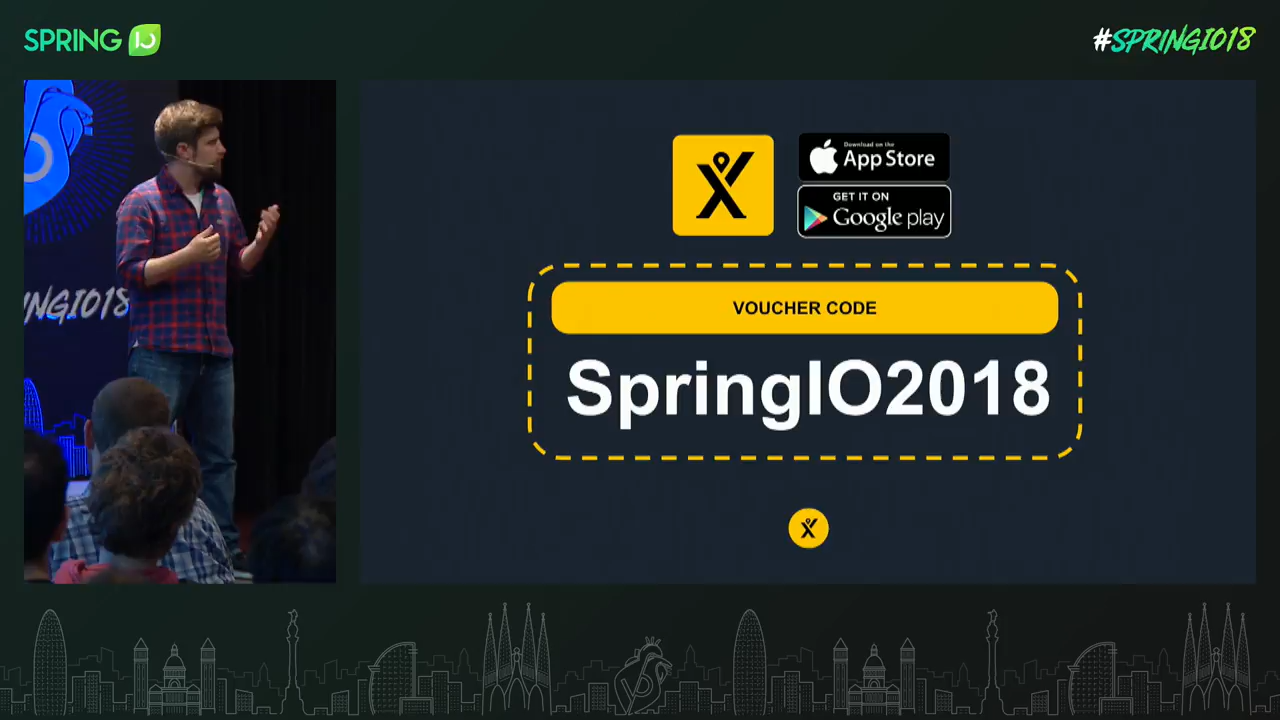 SPRING IO
#SPRINGIO18
NGIO18
Download on the
App Store
GET IT ON
Google play
VOUCHER CODE
SpringIO2018